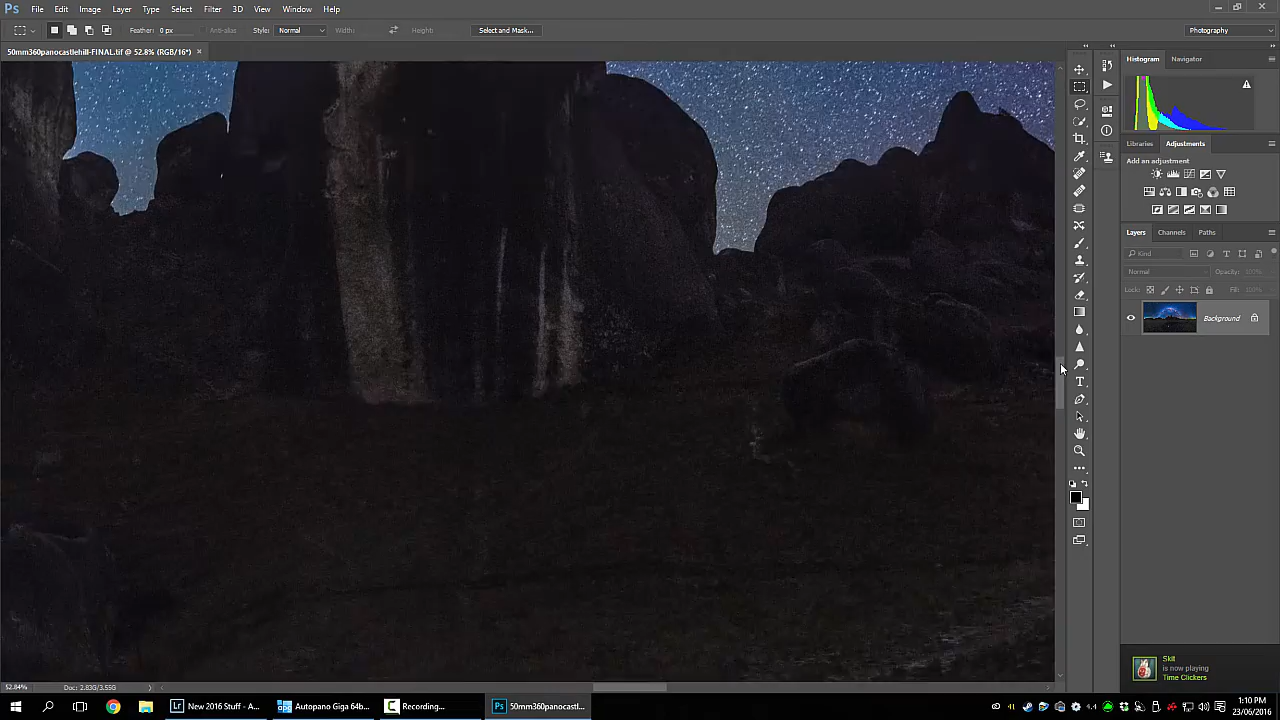 Ps File Edit Image Layer Type Select Filter 3D View Window Help
Feather: 0 px Anti-alias Style: Normal Width: Height: Select and Mask... Photography
50mm360panocastlehill-FINAL.tif @ 52.8% (RGB/16*) ×
Histogram Navigator
Libraries Adjustments
Add an adjustment
Layers Channels Paths
Kind
Normal Opacity: 100%
Lock: Fill: 100%
Background
Skit
is now playing
Time Clickers
52.84% Doc: 2.83G/3.55G
New 2016 Stuff - A...
Autopano Giga 64b...
Recording...
50mm360panocastl...
1:10 PM
23/06/2016